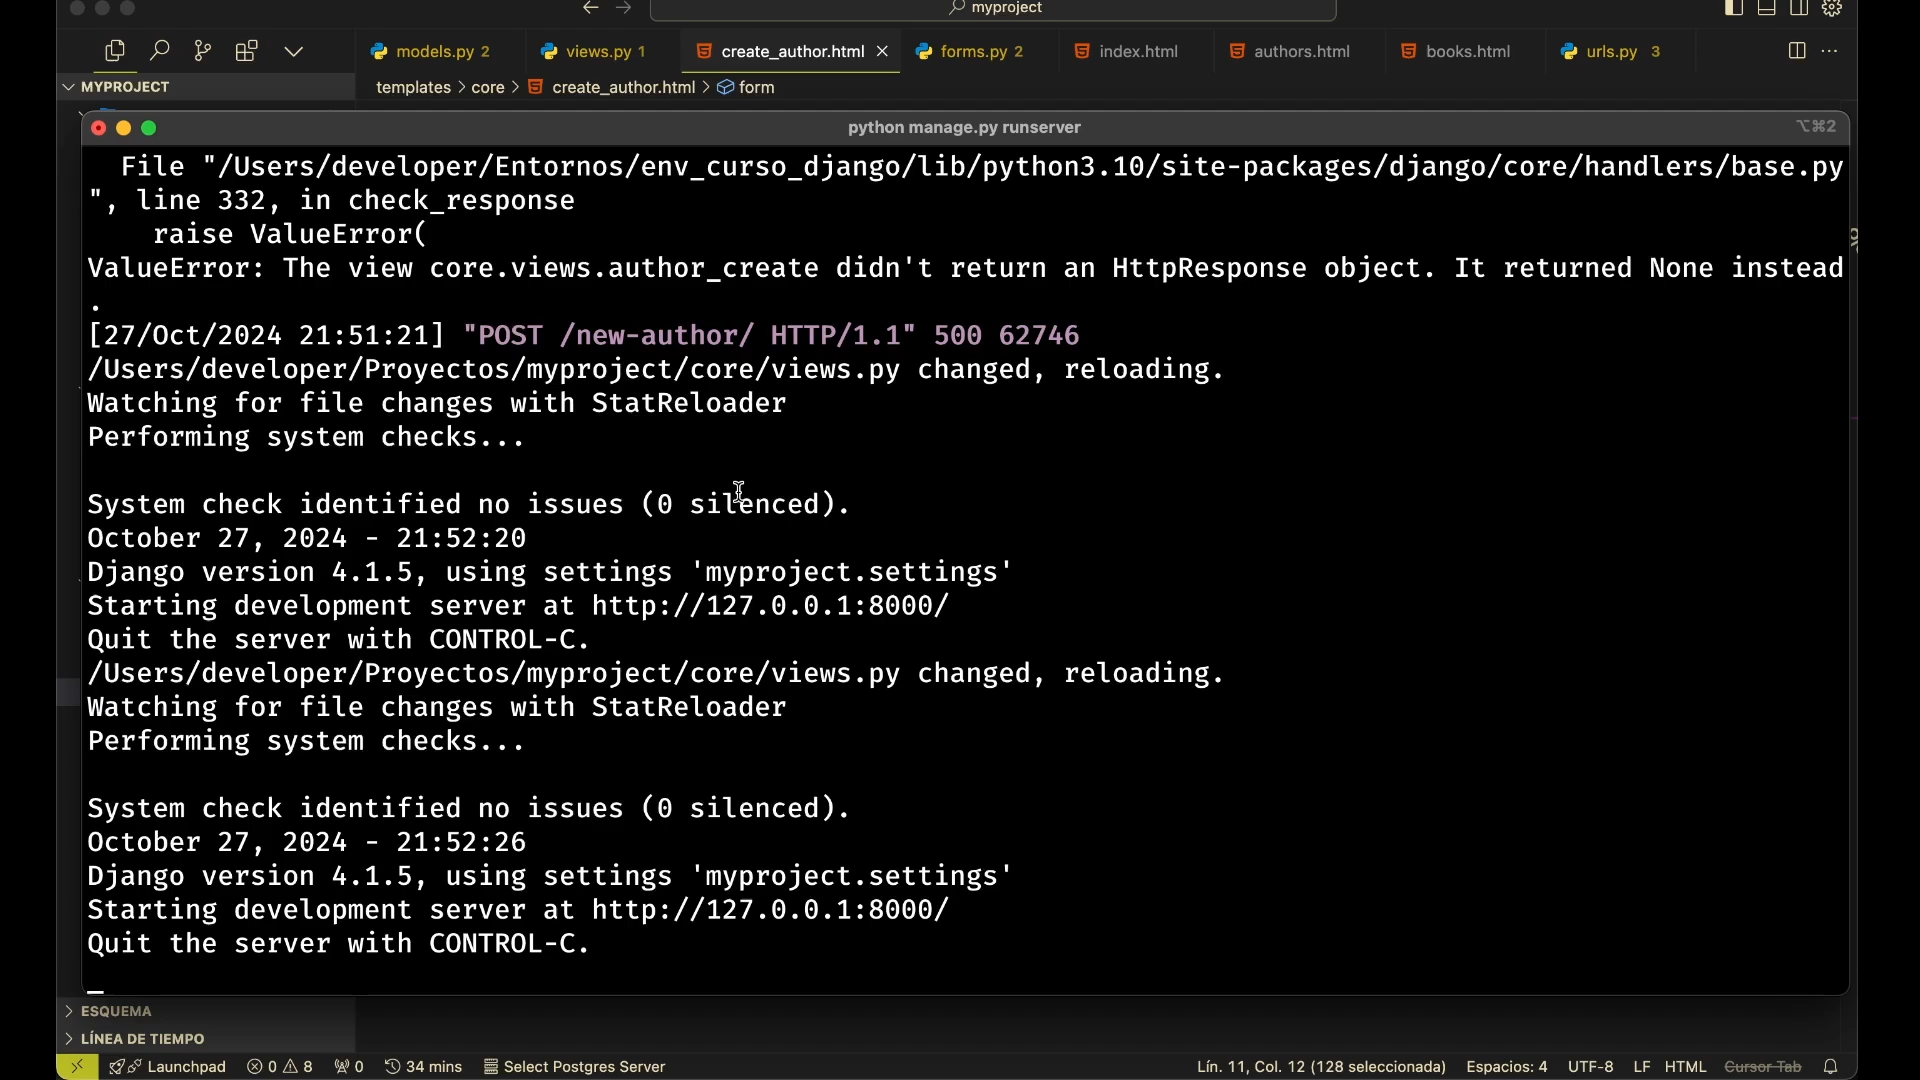 myproject
models.py 2
views.py 1
create_author.html
forms.py 2
index.html
authors.html
books.html
urls.py 3
MYPROJECT
templates > core > create_author.html > form
python manage.py runserver
⌥⌘2
File "/Users/developer/Entornos/env_curso_django/lib/python3.10/site-packages/django/core/handlers/base.py
", line 332, in check_response
raise ValueError(
ValueError: The view core.views.author_create didn't return an HttpResponse object. It returned None instead
.
[27/Oct/2024 21:51:21] "POST /new-author/ HTTP/1.1" 500 62746
/Users/developer/Proyectos/myproject/core/views.py changed, reloading.
Watching for file changes with StatReloader
Performing system checks...
System check identified no issues (0 silenced).
October 27, 2024 - 21:52:20
Django version 4.1.5, using settings 'myproject.settings'
Starting development server at http://127.0.0.1:8000/
Quit the server with CONTROL-C.
/Users/developer/Proyectos/myproject/core/views.py changed, reloading.
Watching for file changes with StatReloader
Performing system checks...
System check identified no issues (0 silenced).
October 27, 2024 - 21:52:26
Django version 4.1.5, using settings 'myproject.settings'
Starting development server at http://127.0.0.1:8000/
Quit the server with CONTROL-C.
ESQUEMA
LÍNEA DE TIEMPO
Launchpad 0 8 0 34 mins Select Postgres Server Lín. 11, Col. 12 (128 seleccionada) Espacios: 4 UTF-8 LF HTML Cursor Tab